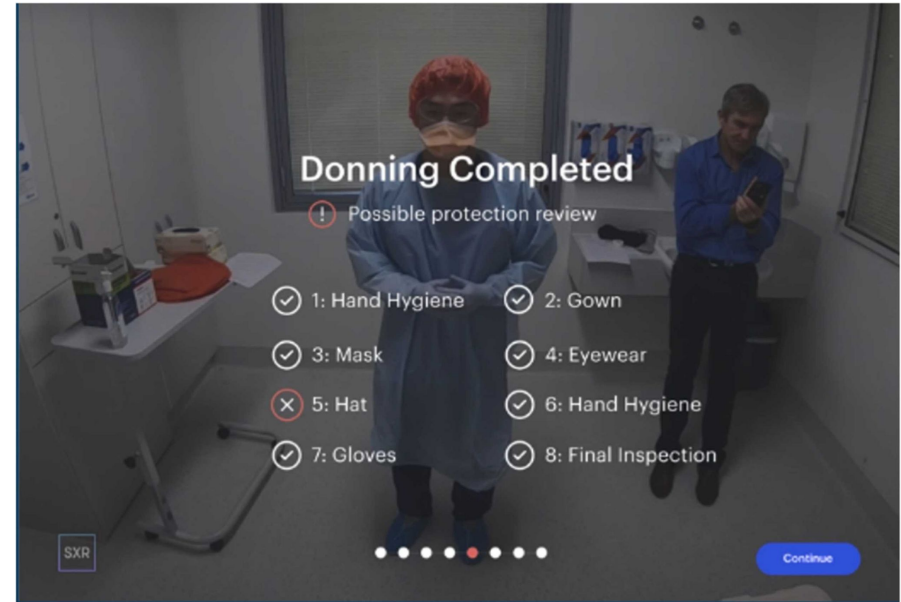 Donning Completed
! Possible protection review
1: Hand Hygiene
2: Gown
3: Mask
4: Eyewear
5: Hat
6: Hand Hygiene
7: Gloves
8: Final Inspection
SXR
Continue